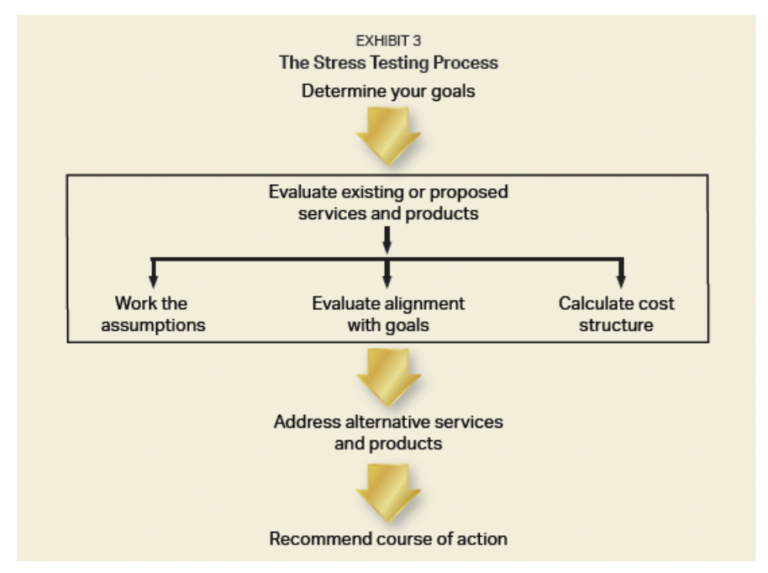 EXHIBIT 3
The Stress Testing Process
Determine your goals
Evaluate existing or proposed
services and products
Work the
assumptions
Evaluate alignment
with goals
Calculate cost
structure
Address alternative services
and products
Recommend course of action